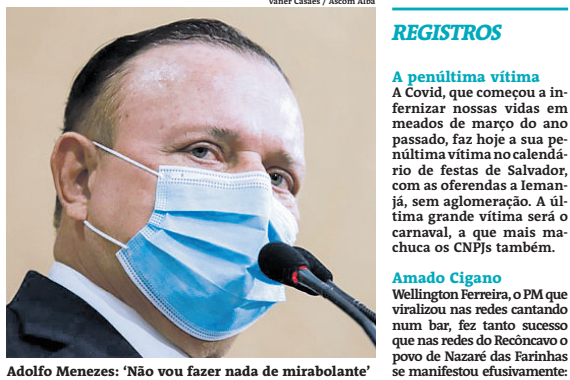 Vaner Casaes / Ascom Alba
Adolfo Menezes: ‘Não vou fazer nada de mirabolante’
REGISTROS
A penúltima vítima
A Covid, que começou a in-
fernizar nossas vidas em
meados de março do ano
passado, faz hoje a sua pe-
núltima vítima no calendá-
rio de festas de Salvador,
com as oferendas a Ieman-
já, sem aglomeração. A úl-
tima grande vítima será o
carnaval, a que mais ma-
chuca os CNPJs também.
Amado Cigano
Wellington Ferreira, o PM que
viralizou nas redes cantando
num bar, fez tanto sucesso
que nas redes do Recôncavo o
povo de Nazaré das Farinhas
se manifestou efusivamente: